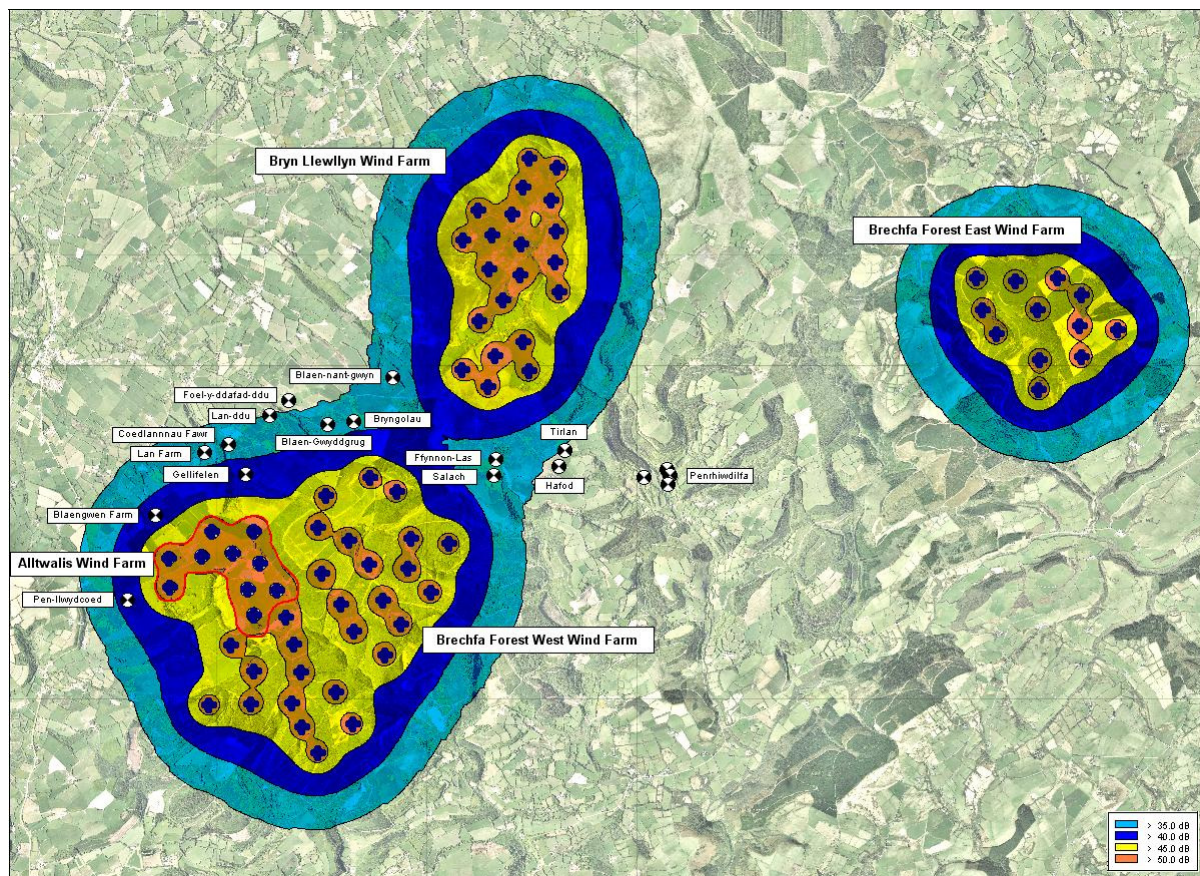 Bryn Llewllyn Wind Farm
Brechfa Forest East Wind Farm
Blaen-nant-gwyn
Foel-y-ddafad-ddu
Lan-ddu
Bryngolau
Coedlannnau Fawr
Blaen-Gwyddgrug
Tirlan
Lan Farm
Ffynnon-Las
Gellifelen
Salach
Hafod
Penrhiwdilfa
Blaengwen Farm
Alltwalis Wind Farm
Pen-llwydcoed
Brechfa Forest West Wind Farm
> 35.0 dB
> 40.0 dB
> 45.0 dB
> 50.0 dB